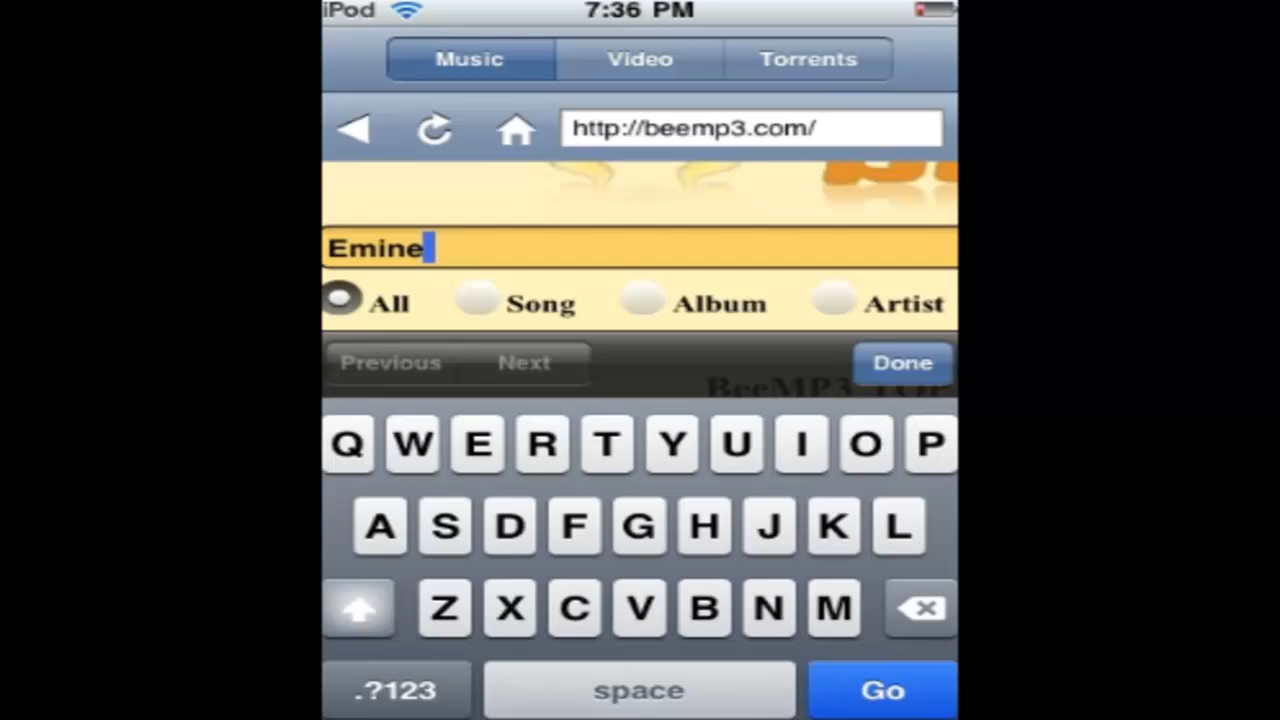 iPod 7:36 PM
Music Video Torrents
http://beemp3.com/
Emine
All Song Album Artist
Previous Next Done
BeeMP3 TOP
Q W E R T Y U I O P
A S D F G H J K L
Z X C V B N M
.?123 space Go